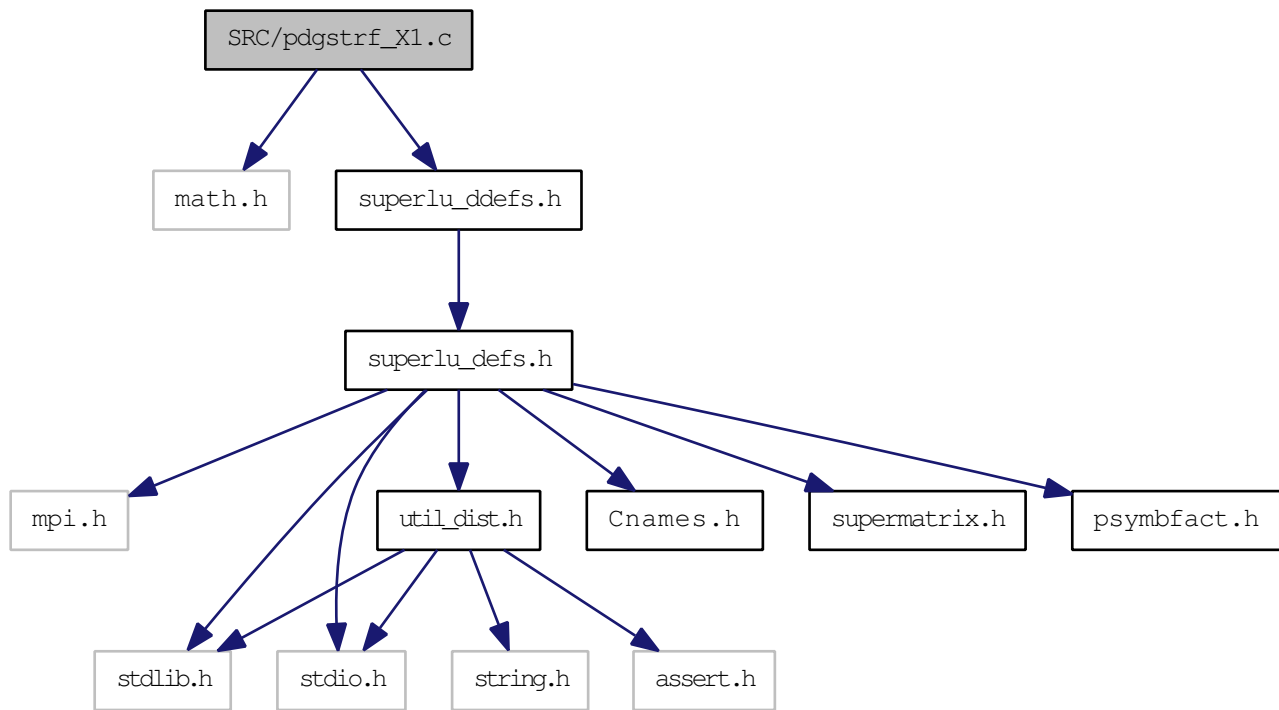 SRC/pdgstrf_X1.c
math.h
superlu_ddefs.h
superlu_defs.h
mpi.h
util_dist.h
Cnames.h
supermatrix.h
psymbfact.h
stdlib.h
stdio.h
string.h
assert.h